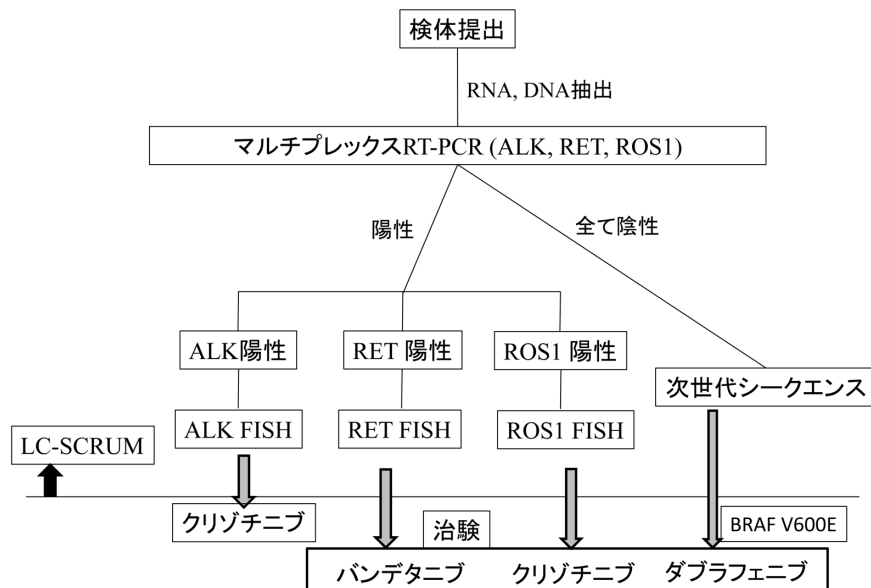 検体提出
RNA, DNA抽出
マルチプレックスRT-PCR (ALK, RET, ROS1)
陽性
全て陰性
ALK陽性
RET 陽性
ROS1 陽性
次世代シークエンス
ALK FISH
RET FISH
ROS1 FISH
LC-SCRUM
クリゾチニブ
治験
BRAF V600E
バンデタニブ
クリゾチニブ
ダブラフェニブ